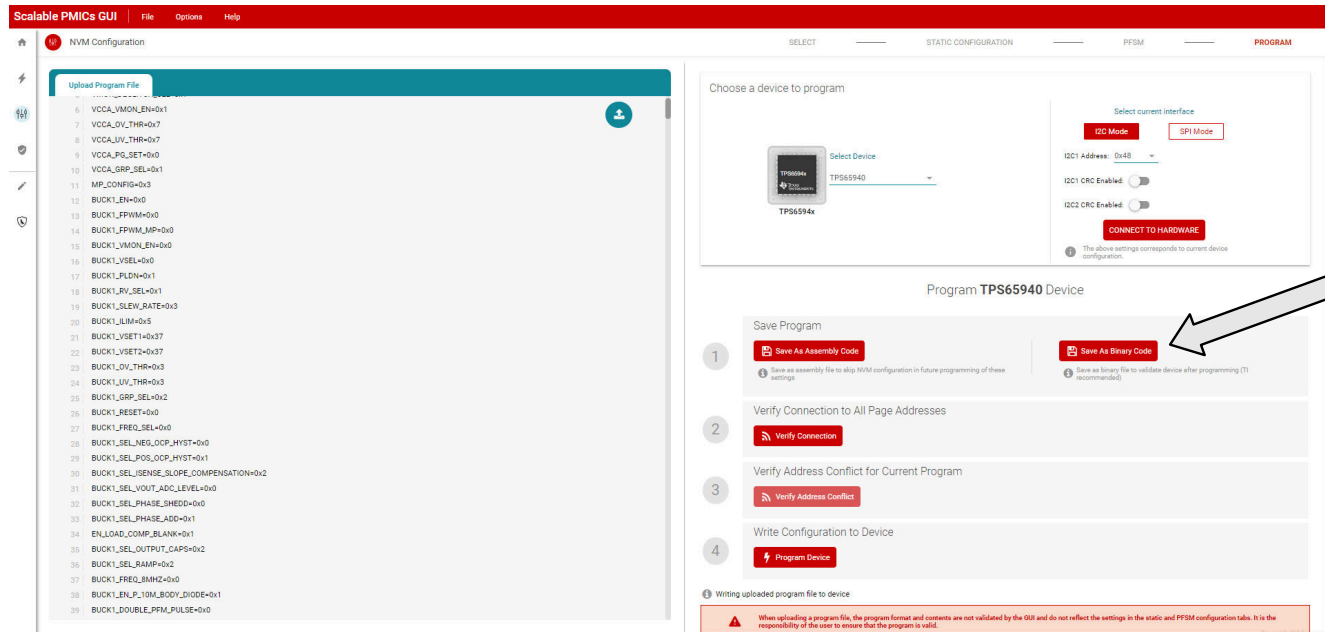 Scalable PMICs GUI File Options Help
NVM Configuration
SELECT STATIC CONFIGURATION PFSM PROGRAM
Upload Program File
6 VCCA_VMON_EN=0x1
7 VCCA_OV_THR=0x7
8 VCCA_UV_THR=0x7
9 VCCA_PG_SET=0x0
10 VCCA_GRP_SEL=0x1
11 MP_CONFIG=0x3
12 BUCK1_EN=0x0
13 BUCK1_FPWM=0x0
14 BUCK1_FPWM_MP=0x0
15 BUCK1_VMON_EN=0x0
16 BUCK1_VSEL=0x0
17 BUCK1_PLDN=0x1
18 BUCK1_RV_SEL=0x1
19 BUCK1_SLEW_RATE=0x3
20 BUCK1_ILIM=0x5
21 BUCK1_VSET1=0x37
22 BUCK1_VSET2=0x37
23 BUCK1_OV_THR=0x3
24 BUCK1_UV_THR=0x3
25 BUCK1_GRP_SEL=0x2
26 BUCK1_RESET=0x0
27 BUCK1_FREQ_SEL=0x0
28 BUCK1_SEL_NEG_OCP_HYST=0x0
29 BUCK1_SEL_POS_OCP_HYST=0x1
30 BUCK1_SEL_ISENSE_SLOPE_COMPENSATION=0x2
31 BUCK1_SEL_VOUT_ADC_LEVEL=0x0
32 BUCK1_SEL_PHASE_SHEDD=0x0
33 BUCK1_SEL_PHASE_ADD=0x1
34 EN_LOAD_COMP_BLANK=0x1
35 BUCK1_SEL_OUTPUT_CAPS=0x2
36 BUCK1_SEL_RAMP=0x2
37 BUCK1_FREQ_8MHZ=0x0
38 BUCK1_EN_P_10M_BODY_DIODE=0x1
39 BUCK1_DOUBLE_PFM_PULSE=0x0
Choose a device to program
TPS6594x
TEXAS INSTRUMENTS
TPS6594x
Select Device
TPS65940
Select current interface
I2C Mode SPI Mode
I2C1 Address: 0x48
I2C1 CRC Enabled:
I2C2 CRC Enabled:
CONNECT TO HARDWARE
The above settings corresponds to current device
configuration.
Program TPS65940 Device
1
Save Program
Save As Assembly Code
Save as assembly file to skip NVM configuration in future programming of these
settings
Save As Binary Code
Save as binary file to validate device after programming (TI
recommended)
2
Verify Connection to All Page Addresses
Verify Connection
3
Verify Address Conflict for Current Program
Verify Address Conflict
4
Write Configuration to Device
Program Device
Writing uploaded program file to device
When uploading a program file, the program format and contents are not validated by the GUI and do not reflect the settings in the static and PFSM configuration tabs. It is the
responsibility of the user to ensure that the program is valid.